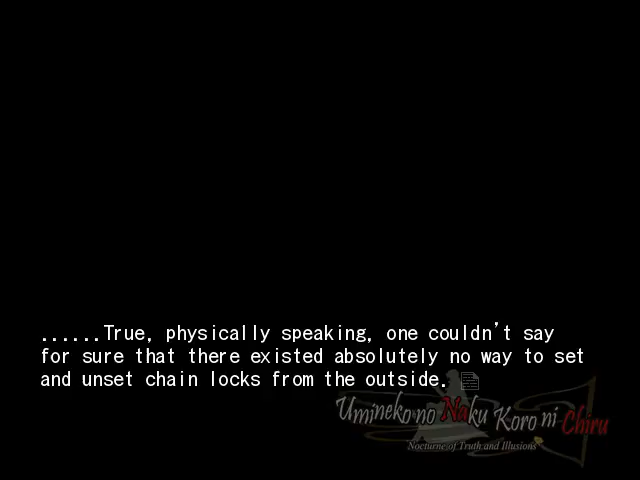 ......True, physically speaking, one couldn't say
for sure that there existed absolutely no way to set
and unset chain locks from the outside.
Umineko no Naku Koro ni Chiru
Nocturne of Truth and Illusions